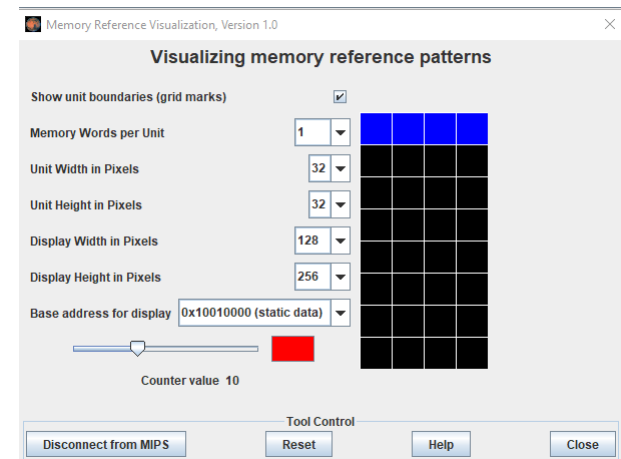 Memory Reference Visualization, Version 1.0
Visualizing memory reference patterns
Show unit boundaries (grid marks)
Memory Words per Unit 1
Unit Width in Pixels 32
Unit Height in Pixels 32
Display Width in Pixels 128
Display Height in Pixels 256
Base address for display 0x10010000 (static data)
Counter value 10
Tool Control
Disconnect from MIPS Reset Help Close